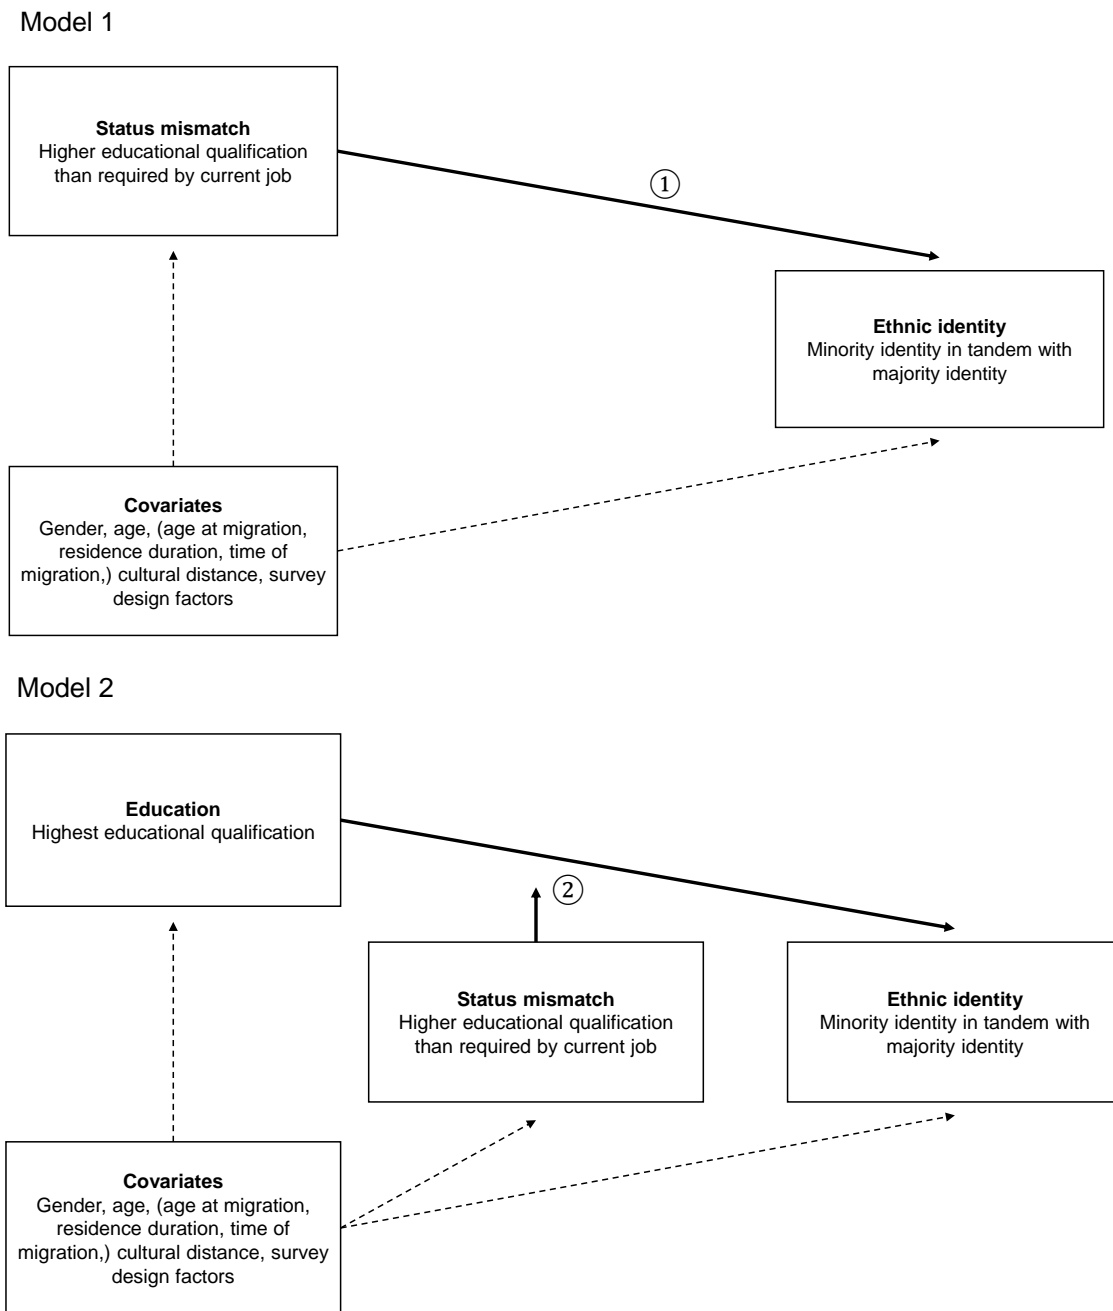 Model 1
Status mismatch
Higher educational qualification
than required by current job
①
Ethnic identity
Minority identity in tandem with
majority identity
Covariates
Gender, age, (age at migration,
residence duration, time of
migration,) cultural distance, survey
design factors
Model 2
Education
Highest educational qualification
②
Status mismatch
Higher educational qualification
than required by current job
Ethnic identity
Minority identity in tandem with
majority identity
Covariates
Gender, age, (age at migration,
residence duration, time of
migration,) cultural distance, survey
design factors